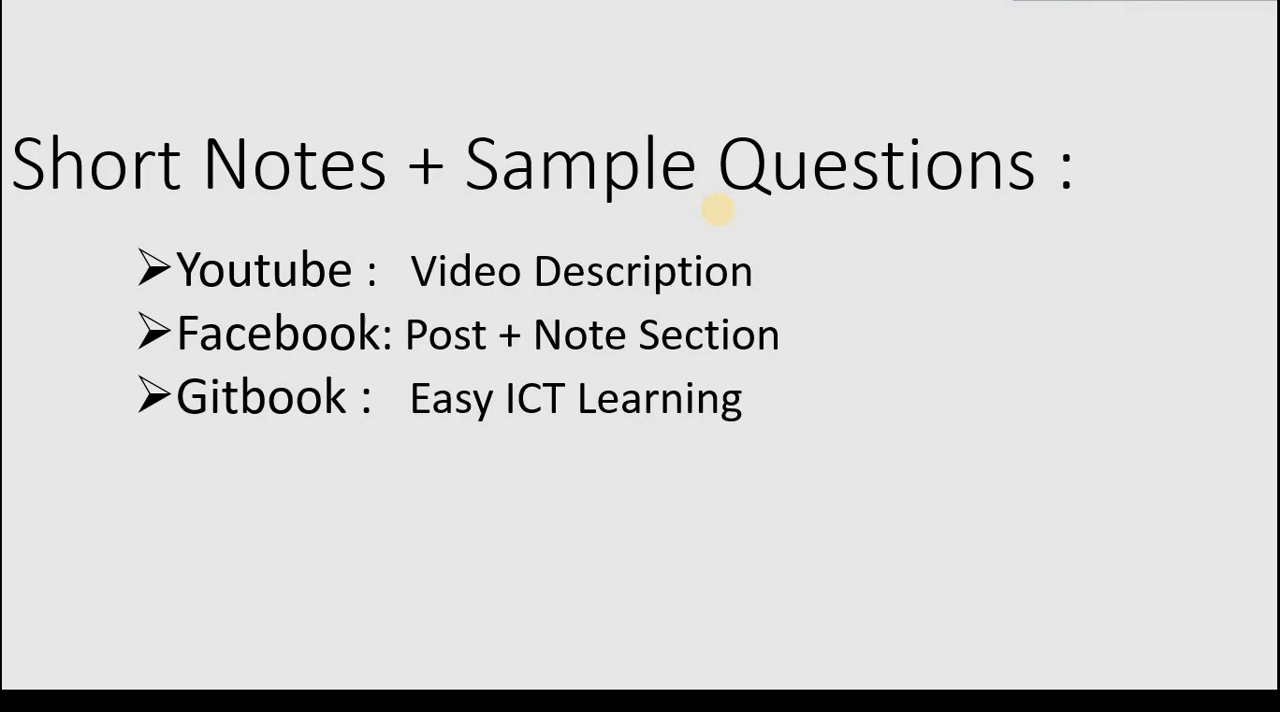 Short Notes + Sample Questions :
➢Youtube : Video Description
➢Facebook: Post + Note Section
➢Gitbook : Easy ICT Learning